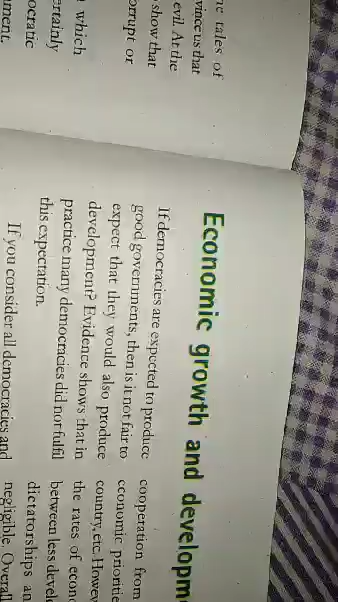 tales of
vince us that
evil. At the
show that
orrupt or
which
ertainly
ocratic
Economic growth and developm
If democracies are expected to produce
good governments, then is it not fair to
expect that they would also produce
development? Evidence shows that in
practice many democracies did not fulfil
this expectation.
If you consider all democracies and
cooperation from
economic prioritie
country, etc. Howev
the rates of econo
between less devel
dictatorships an
negligible. Overall